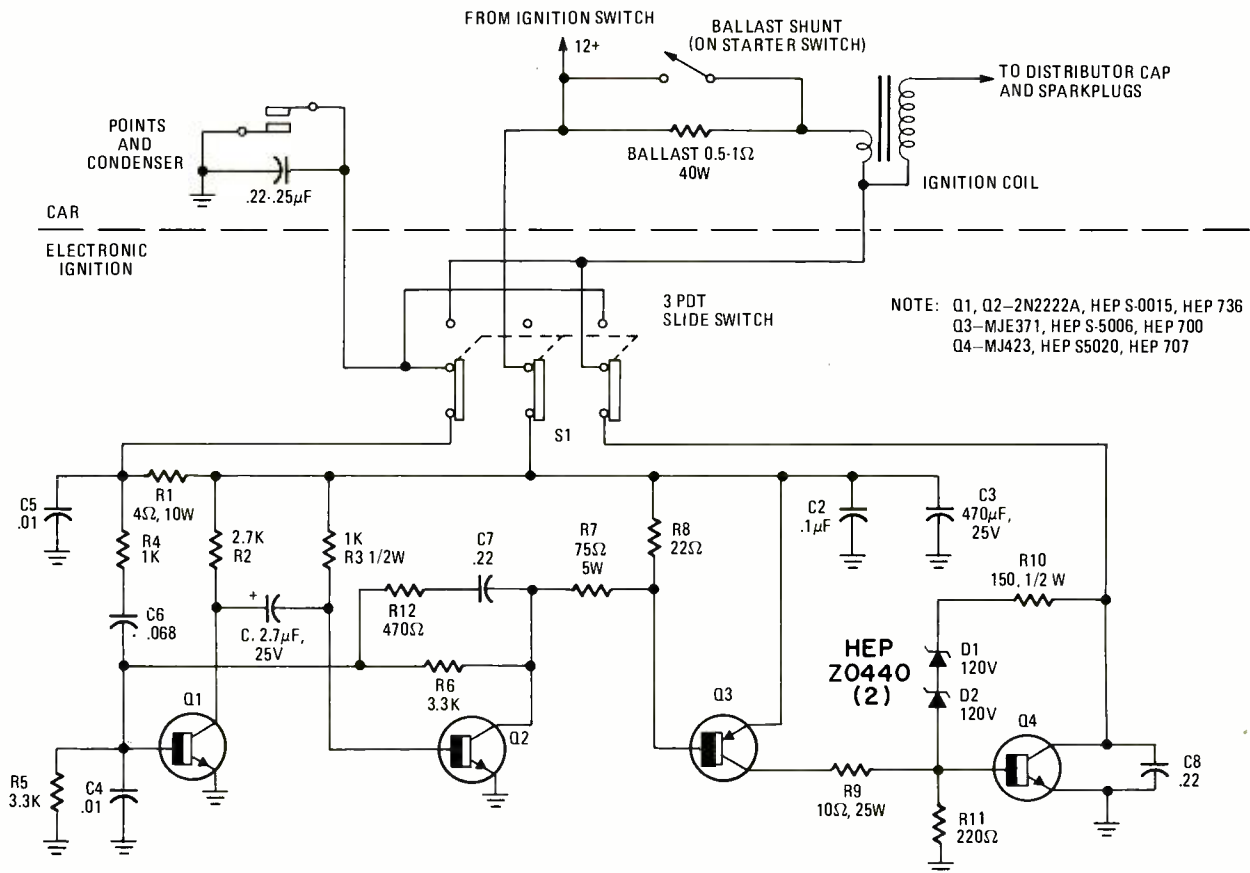 FROM IGNITION SWITCH
12+
BALLAST SHUNT
(ON STARTER SWITCH)
TO DISTRIBUTOR CAP
AND SPARKPLUGS
POINTS
AND
CONDENSER
.22-.25µF
BALLAST 0.5-1Ω
40W
IGNITION COIL
CAR
ELECTRONIC
IGNITION
3 PDT
SLIDE SWITCH
NOTE: Q1, Q2–2N2222A, HEP S-0015, HEP 736
Q3–MJE371, HEP S-5006, HEP 700
Q4–MJ423, HEP S5020, HEP 707
S1
C5
.01
R1
4Ω, 10W
R4
1K
2.7K
R2
1K
R3 1/2W
C7
.22
R7
75Ω
5W
R8
22Ω
C2
.1µF
C3
470µF,
25V
R10
150, 1/2 W
C6
.068
+
C. 2.7µF,
25V
R12
470Ω
R6
3.3K
HEP
Z0440
(2)
D1
120V
D2
120V
Q1
Q2
Q3
Q4
R5
3.3K
C4
.01
R9
10Ω, 25W
R11
220Ω
C8
.22